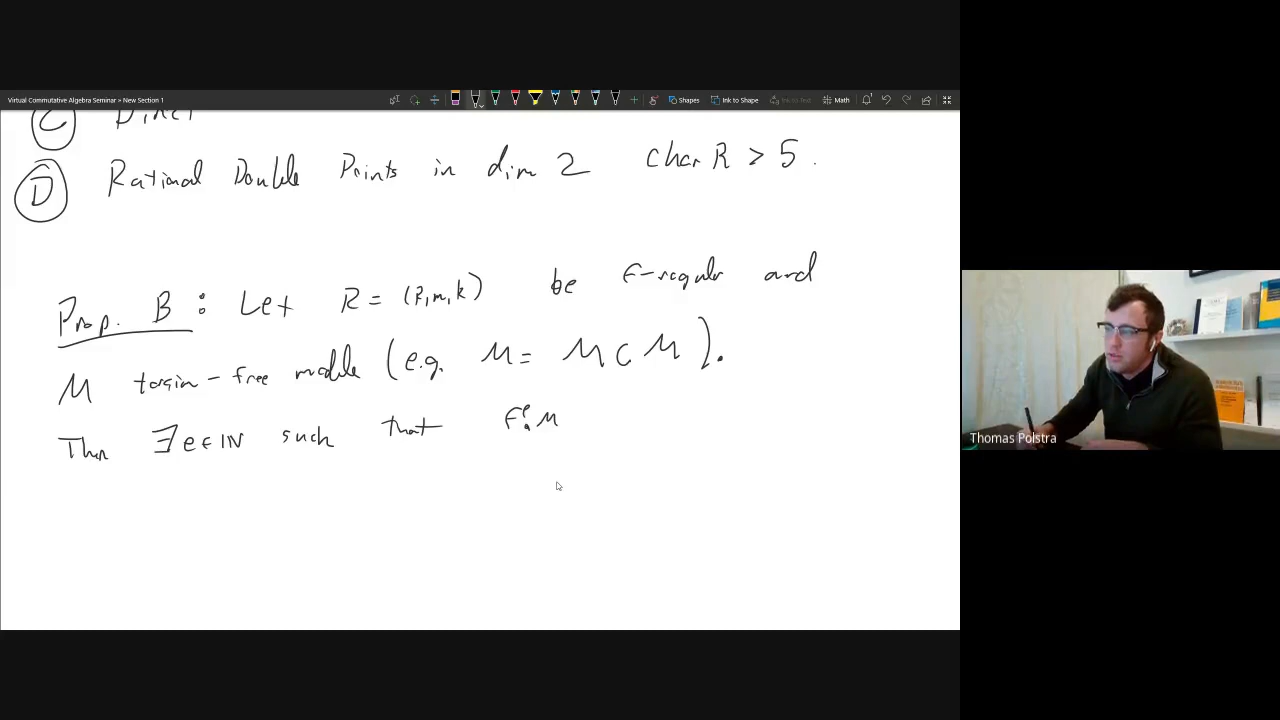 Virtual Commutative Algebra Seminar » New Section 1
Shapes Ink to Shape Math
C Direct
D Rational Double Points in dim 2 char R > 5.
Prop. B: Let R = (R, m, k) be F-regular and
M torsion-free module (e.g. M = MCM).
Then ∃ e ∈ ℕ such that F^e_* M
Thomas Polstra